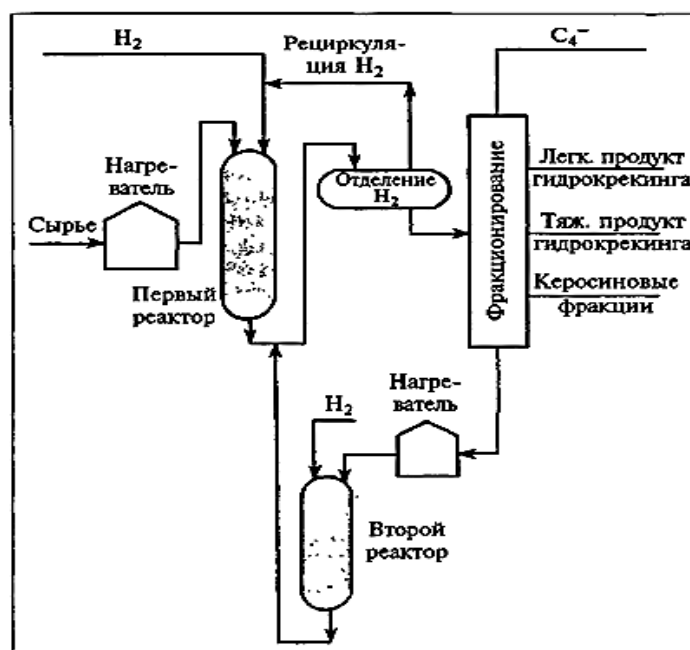 H₂
Рециркуля-
ция H₂
C₄⁻
Нагре-
ватель
Сырье
Первый
реактор
Отделение
H₂
Фракционирование
Легк. продукт
гидрокрекинга
Тяж. продукт
гидрокрекинга
Керосиновые
фракции
Нагре-
ватель
H₂
Второй
реактор